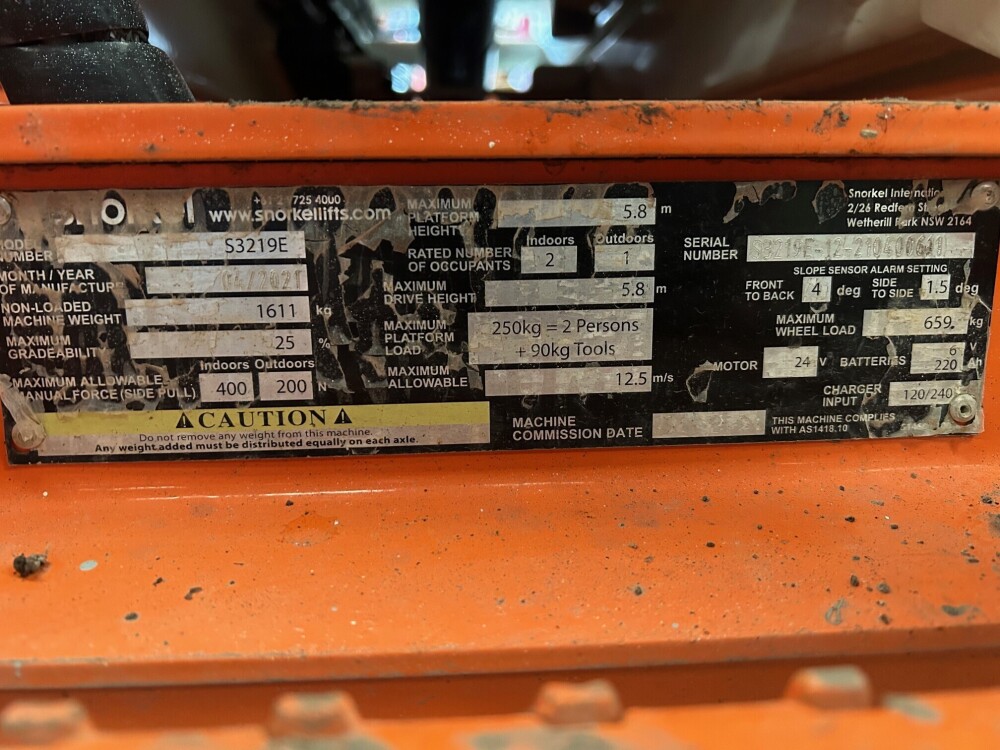 725 4000
www.snorkellifts.com
MODEL NUMBER S3219E
MONTH / YEAR
OF MANUFACTURE 04/2021
NON-LOADED
MACHINE WEIGHT 1611 kg
MAXIMUM
GRADEABILITY 25 %
Indoors Outdoors
MAXIMUM ALLOWABLE
MANUAL FORCE (SIDE PULL) 400 200 N
CAUTION
Do not remove any weight from this machine.
Any weight added must be distributed equally on each axle.
MAXIMUM
PLATFORM
HEIGHT 5.8 m
Indoors Outdoors
RATED NUMBER
OF OCCUPANTS 2 1
MAXIMUM
DRIVE HEIGHT 5.8 m
MAXIMUM
PLATFORM
LOAD 250kg = 2 Persons
+ 90kg Tools
MAXIMUM
ALLOWABLE 12.5 m/s
MACHINE
COMMISSION DATE
Snorkel Internatio
2/26 Redfern St
Wetherill Park NSW 2164
SERIAL
NUMBER
SLOPE SENSOR ALARM SETTING
FRONT
TO BACK 4 deg
SIDE
TO SIDE 1.5 deg
MAXIMUM
WHEEL LOAD 659 kg
MOTOR 24 V
BATTERIES 6 V
220 Ah
CHARGER
INPUT 120/240
THIS MACHINE COMPLIES
WITH AS1418.10